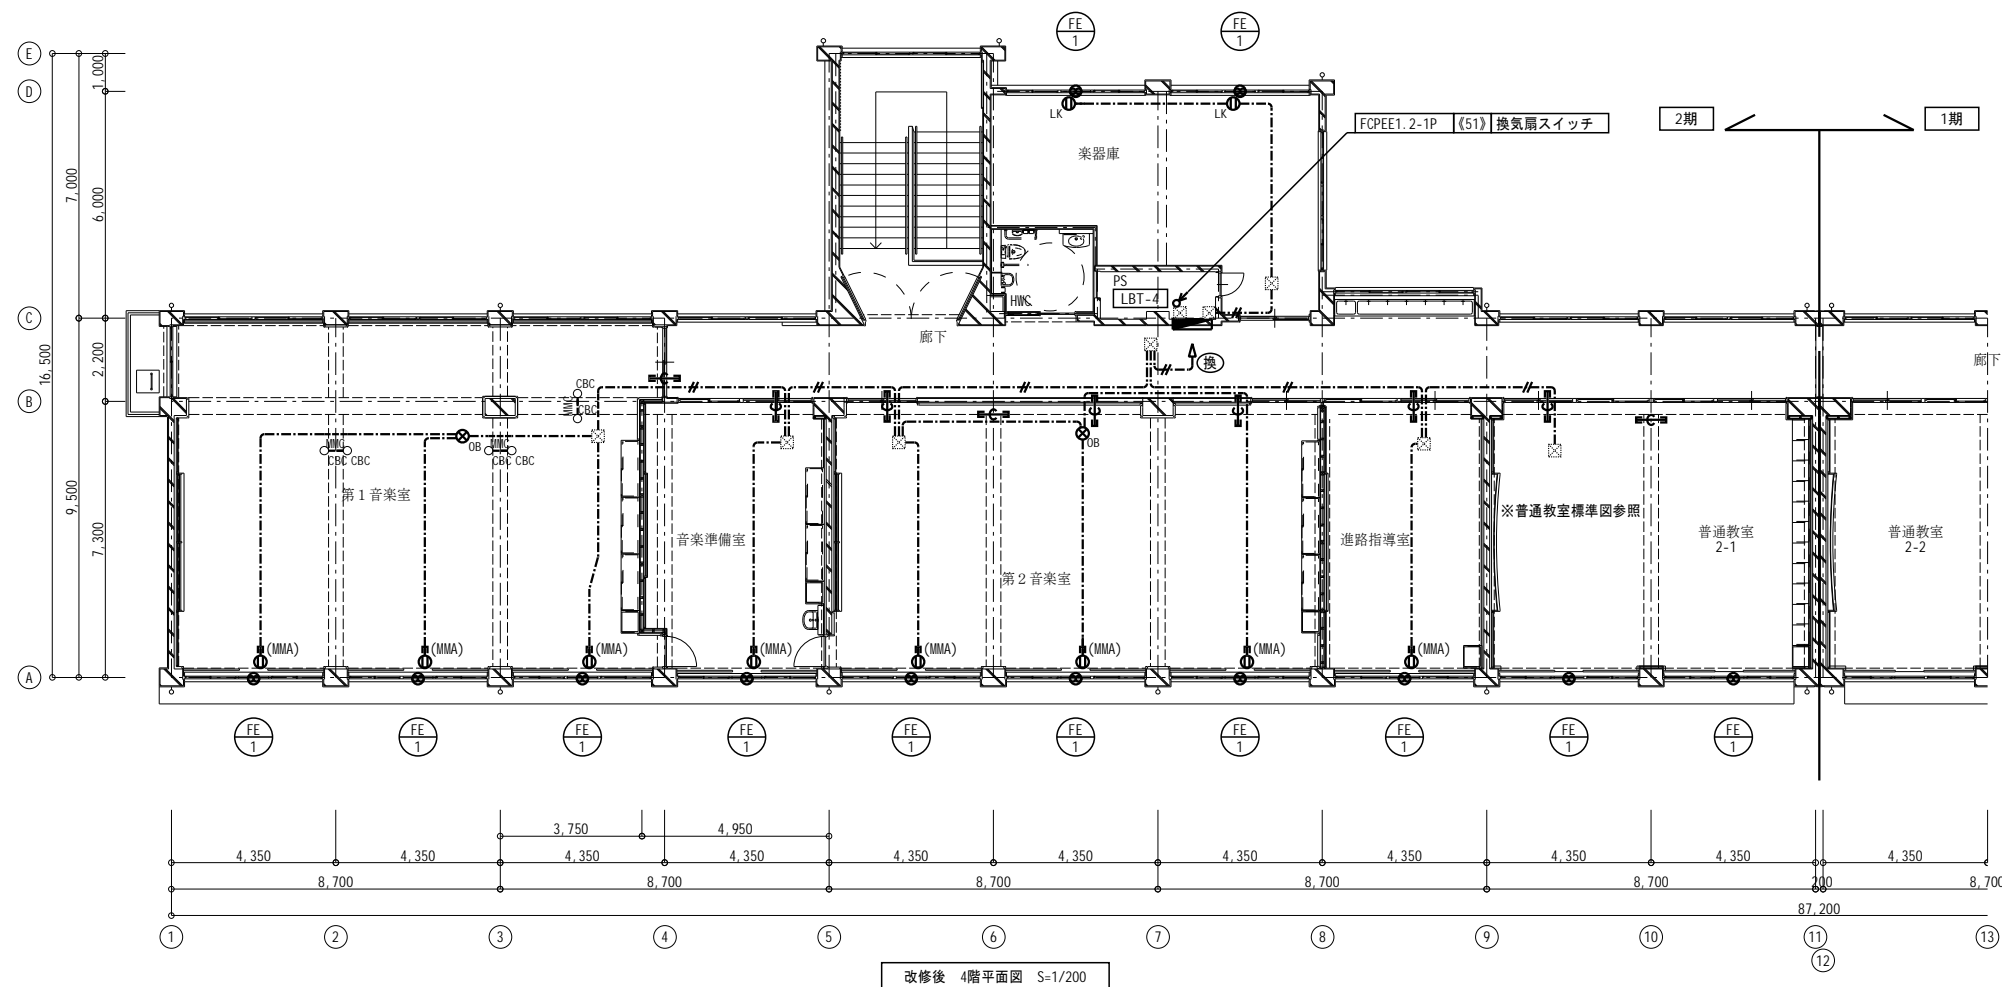 FE
1
FE
1
E
D
1,000
7,000
6,000
LK
LK
楽器庫
FCPEE1.2-1P 《51》 換気扇スイッチ
2期
1期
PS
LBT-4
HWC
C
廊下
換
廊下
16,500
2,200
B
CBC
MMC
CBC
MMC
CBC CBC
OB
MMC
CBC CBC
OB
第1音楽室
9,500
7,300
音楽準備室
第2音楽室
進路指導室
※普通教室標準図参照
普通教室
2-1
普通教室
2-2
(MMA)
(MMA)
(MMA)
(MMA)
(MMA)
(MMA)
(MMA)
(MMA)
A
FE
1
FE
1
FE
1
FE
1
FE
1
FE
1
FE
1
FE
1
FE
1
FE
1
3,750 4,950
4,350 4,350 4,350 4,350 4,350 4,350 4,350 4,350 4,350 4,350 4,350
8,700 8,700 8,700 8,700 8,700 200 8,700
87,200
1 2 3 4 5 6 7 8 9 10 11 13
12
改修後 4階平面図 S=1/200